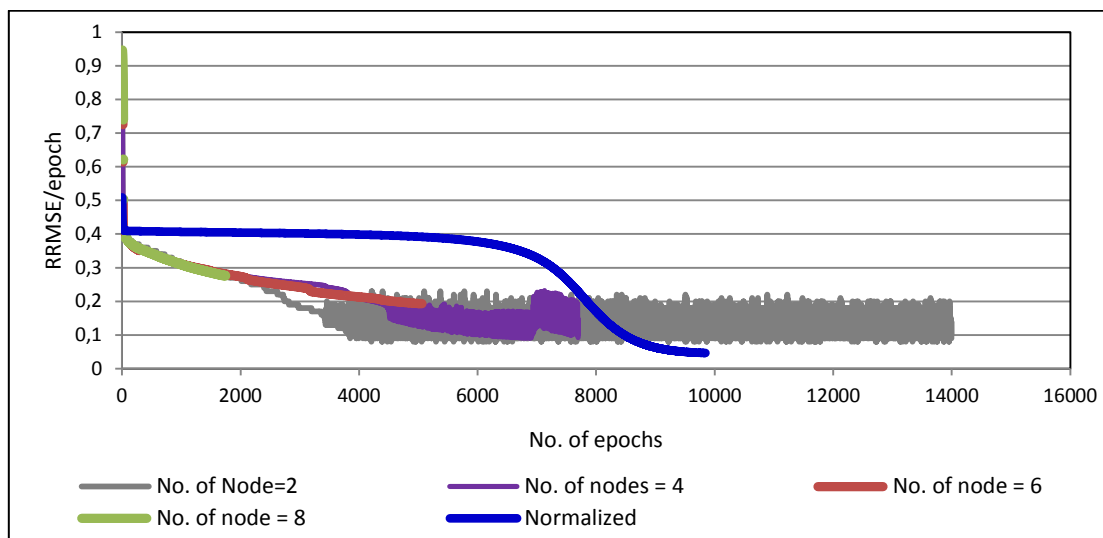 1
0,9
0,8
0,7
0,6
0,5
0,4
0,3
0,2
0,1
0
RRMSE/epoch
0 2000 4000 6000 8000 10000 12000 14000 16000
No. of epochs
No. of Node=2 No. of nodes = 4 No. of node = 6
No. of node = 8 Normalized